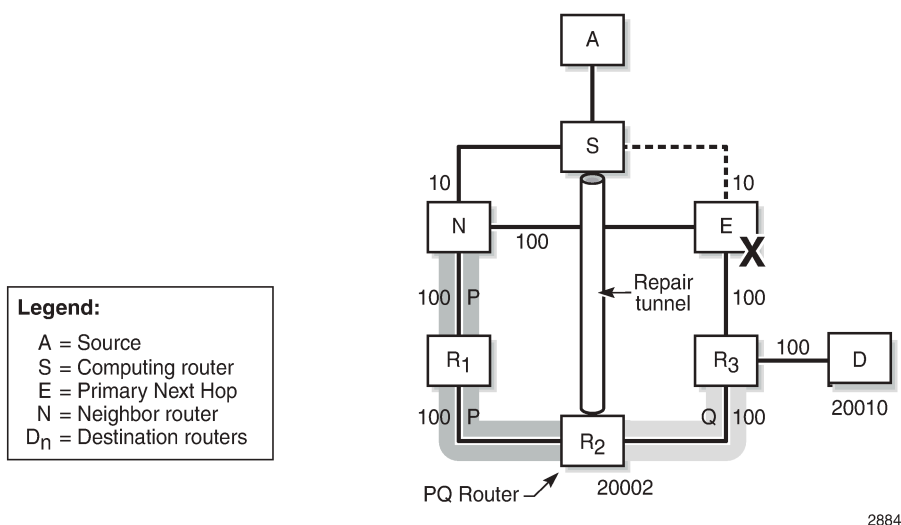 A
S
10
10
N
E
X
100
Repair
tunnel
100
P
100
Legend:
A = Source
S = Computing router
E = Primary Next Hop
N = Neighbor router
Dn = Destination routers
R1
R3
100
D
20010
100
P
Q
100
R2
PQ Router
20002
2884